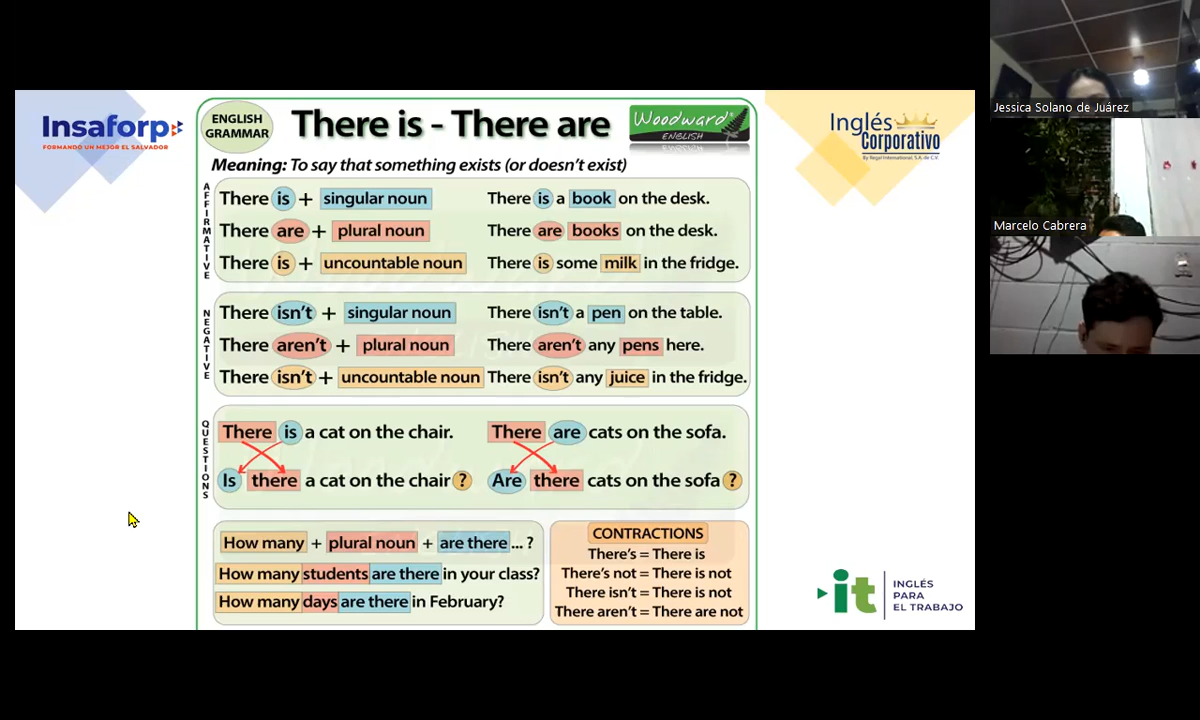 Insaforp
FORMANDO UN MEJOR EL SALVADOR
ENGLISH
GRAMMAR
There is - There are
Woodward®
ENGLISH
Inglés
Corporativo
By Regal International, S.A. de C.V.
Meaning: To say that something exists (or doesn't exist)
AFFIRMATIVE
There is + singular noun There is a book on the desk.
There are + plural noun There are books on the desk.
There is + uncountable noun There is some milk in the fridge.
NEGATIVE
There isn't + singular noun There isn't a pen on the table.
There aren't + plural noun There aren't any pens here.
There isn't + uncountable noun There isn't any juice in the fridge.
QUESTIONS
There is a cat on the chair. There are cats on the sofa.
Is there a cat on the chair ? Are there cats on the sofa ?
How many + plural noun + are there ... ?
How many students are there in your class?
How many days are there in February?
CONTRACTIONS
There's = There is
There's not = There is not
There isn't = There is not
There aren't = There are not
it
INGLÉS
PARA
EL TRABAJO
Jessica Solano de Juárez
Marcelo Cabrera